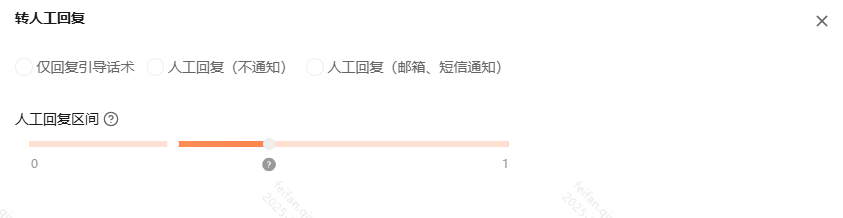 转人工回复
仅回复引导话术 人工回复（不通知） 人工回复（邮箱、短信通知）
人工回复区间 ?
0 ? 1